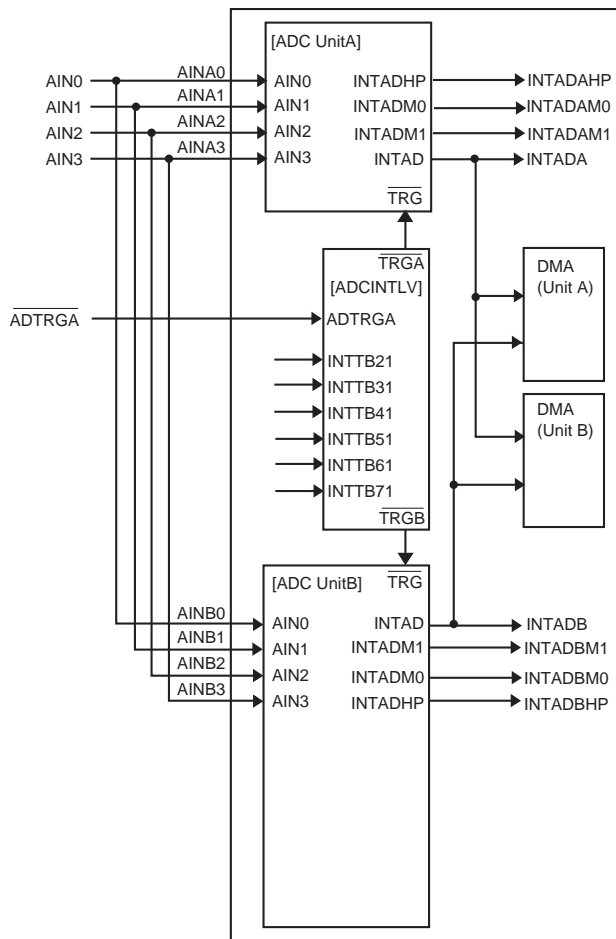 [ADC UnitA]
AIN0 AINA0 AIN0 INTADHP INTADAHP
AIN1 AINA1 AIN1 INTADM0 INTADAM0
AIN2 AINA2 AIN2 INTADM1 INTADAM1
AIN3 AINA3 AIN3 INTAD INTADA
TRG
TRGA
[ADCINTLV]
DMA
(Unit A)
ADTRGA ADTRGA
INTTB21
INTTB31
INTTB41
INTTB51
INTTB61
INTTB71
DMA
(Unit B)
TRGB
TRG
[ADC UnitB]
AINB0 AIN0 INTAD INTADB
AINB1 AIN1 INTADM1 INTADBM1
AINB2 AIN2 INTADM0 INTADBM0
AINB3 AIN3 INTADHP INTADBHP